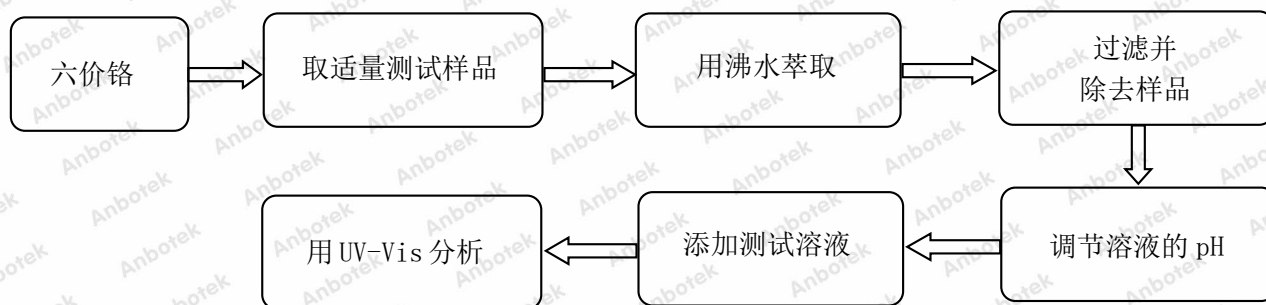 六价铬
取适量测试样品
用沸水萃取
过滤并
除去样品
调节溶液的 pH
添加测试溶液
用 UV-Vis 分析
Anbotek